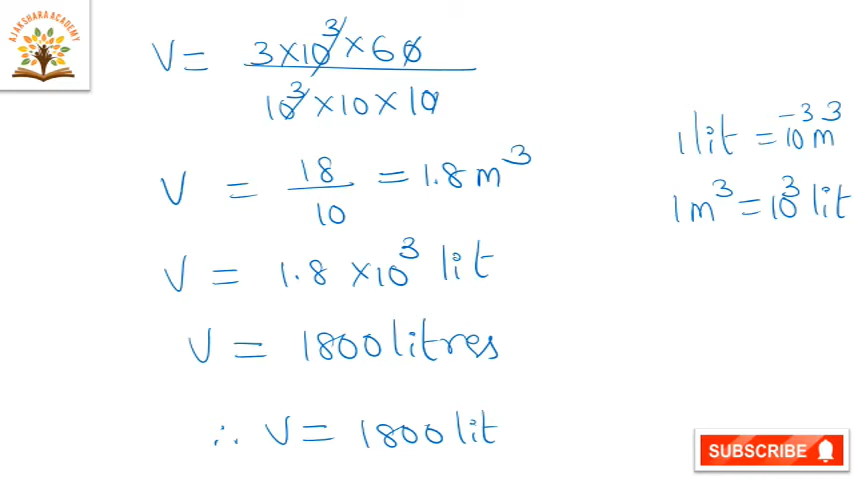 AJAKSHARA ACADEMY
V = 3 × 10³ × 60 / 10³ × 10 × 10
1 lit = 10⁻³ m³
V = 18/10 = 1.8 m³
1 m³ = 10³ lit
V = 1.8 × 10³ lit
V = 1800 litres
∴ V = 1800 lit
SUBSCRIBE